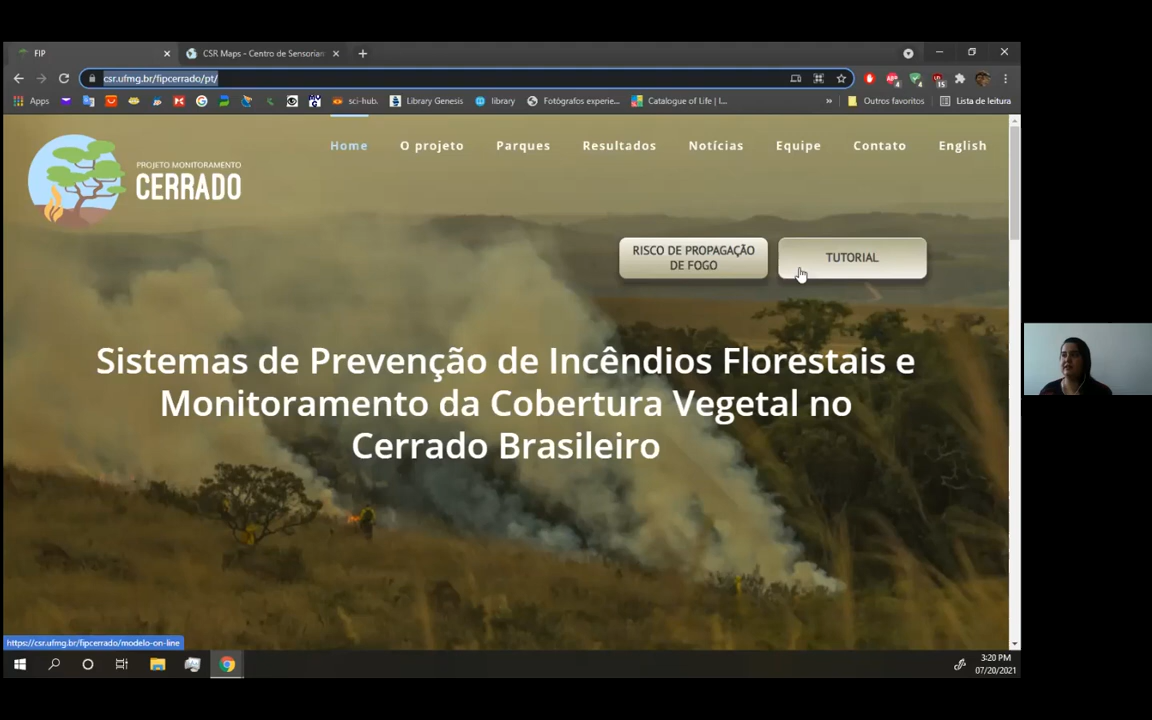 FIP
CSR Maps - Centro de Sensorian
csr.ufmg.br/fipcerrado/pt/
Apps
sci-hub.
Library Genesis
library
Fotógrafos experie...
Catalogue of Life | I...
»
Outros favoritos
Lista de leitura
PROJETO MONITORAMENTO
CERRADO
Home
O projeto
Parques
Resultados
Notícias
Equipe
Contato
English
RISCO DE PROPAGAÇÃO
DE FOGO
TUTORIAL
Sistemas de Prevenção de Incêndios Florestais e
Monitoramento da Cobertura Vegetal no
Cerrado Brasileiro
https://csr.ufmg.br/fipcerrado/modelo-on-line
3:20 PM
07/20/2021